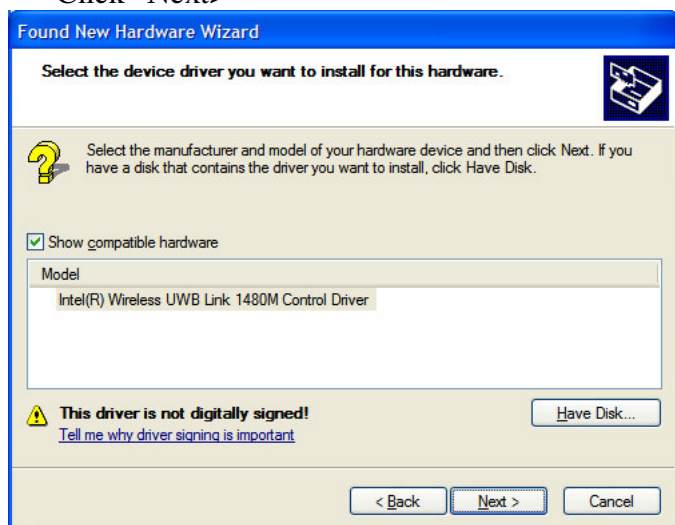 Click "Next>"
Found New Hardware Wizard
Select the device driver you want to install for this hardware.
Select the manufacturer and model of your hardware device and then click Next. If you
have a disk that contains the driver you want to install, click Have Disk.
Show compatible hardware
Model
Intel(R) Wireless UWB Link 1480M Control Driver
This driver is not digitally signed!
Have Disk...
Tell me why driver signing is important
< Back
Next >
Cancel